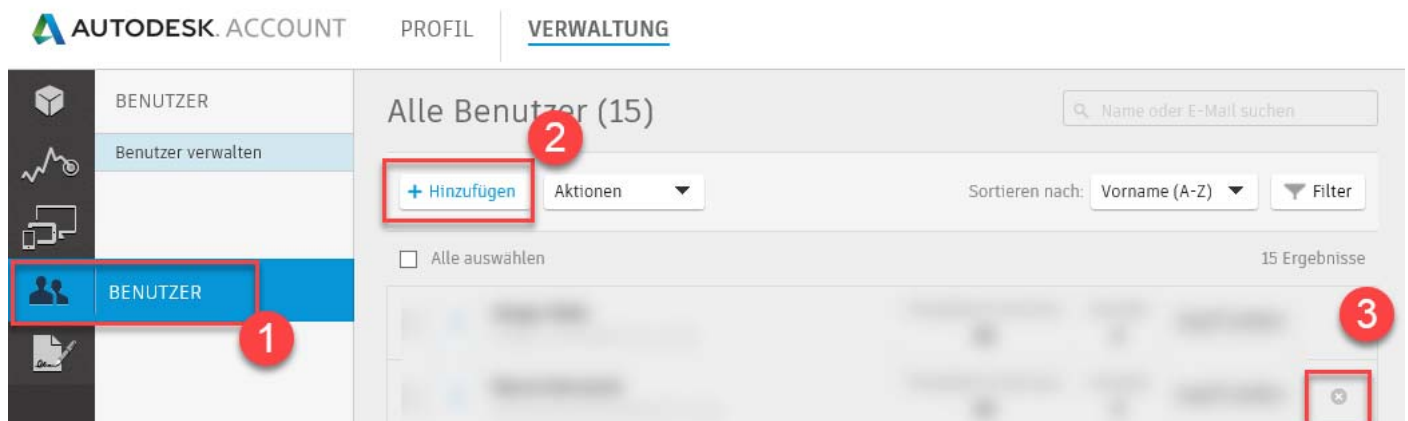 AUTODESK. ACCOUNT PROFIL VERWALTUNG
BENUTZER
Benutzer verwalten
BENUTZER
1
Alle Benutzer (15)
Name oder E-Mail suchen
2
+ Hinzufügen Aktionen Sortieren nach: Vorname (A-Z) Filter
Alle auswählen 15 Ergebnisse
3